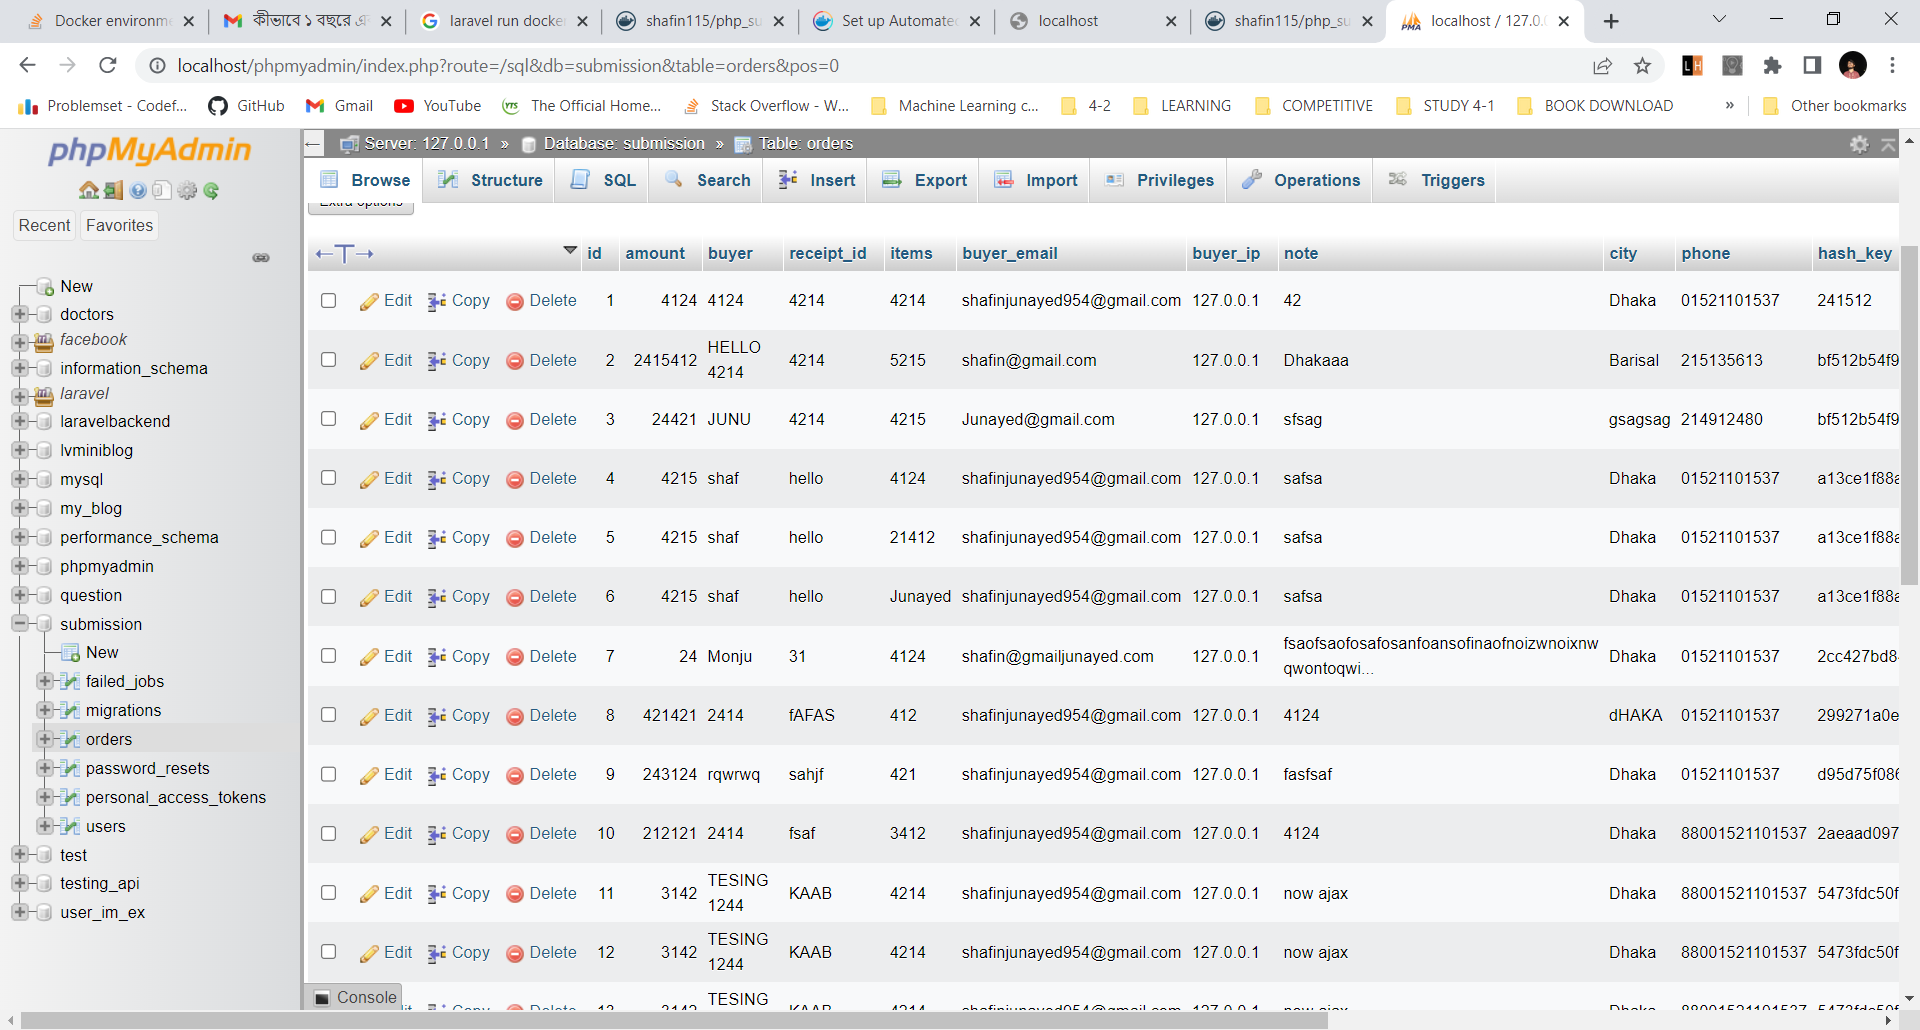 Docker environm
কীভাবে ১ বছরে এ
laravel run docke
shafin115/php_su
Set up Automate
localhost
shafin115/php_su
localhost / 127.0.0
localhost/phpmyadmin/index.php?route=/sql&db=submission&table=orders&pos=0
Problemset - Codef... GitHub Gmail YouTube The Official Home... Stack Overflow - W... Machine Learning c... 4-2 LEARNING COMPETITIVE STUDY 4-1 BOOK DOWNLOAD » Other bookmarks
phpMyAdmin
Recent Favorites
New
doctors
facebook
information_schema
laravel
laravelbackend
lvminiblog
mysql
my_blog
performance_schema
phpmyadmin
question
submission
New
failed_jobs
migrations
orders
password_resets
personal_access_tokens
users
test
testing_api
user_im_ex
Server: 127.0.0.1 » Database: submission » Table: orders
Browse Structure SQL Search Insert Export Import Privileges Operations Triggers
Extra options
id amount buyer receipt_id items buyer_email buyer_ip note city phone hash_key
Edit Copy Delete 1 4124 4124 4214 4214 shafinjunayed954@gmail.com 127.0.0.1 42 Dhaka 01521101537 241512
Edit Copy Delete 2 2415412 HELLO 4214 4214 5215 shafin@gmail.com 127.0.0.1 Dhakaaa Barisal 215135613 bf512b54f9
Edit Copy Delete 3 24421 JUNU 4214 4215 Junayed@gmail.com 127.0.0.1 sfsag gsagsag 214912480 bf512b54f9
Edit Copy Delete 4 4215 shaf hello 4124 shafinjunayed954@gmail.com 127.0.0.1 safsa Dhaka 01521101537 a13ce1f88a
Edit Copy Delete 5 4215 shaf hello 21412 shafinjunayed954@gmail.com 127.0.0.1 safsa Dhaka 01521101537 a13ce1f88a
Edit Copy Delete 6 4215 shaf hello Junayed shafinjunayed954@gmail.com 127.0.0.1 safsa Dhaka 01521101537 a13ce1f88a
Edit Copy Delete 7 24 Monju 31 4124 shafin@gmailjunayed.com 127.0.0.1 fsaofsaofosafosanfoansofinaofnoizwnoixnw qwontoqwi... Dhaka 01521101537 2cc427bd8
Edit Copy Delete 8 421421 2414 fAFAS 412 shafinjunayed954@gmail.com 127.0.0.1 4124 dHAKA 01521101537 299271a0e
Edit Copy Delete 9 243124 rqwrwq sahjf 421 shafinjunayed954@gmail.com 127.0.0.1 fasfsaf Dhaka 01521101537 d95d75f086
Edit Copy Delete 10 212121 2414 fsaf 3412 shafinjunayed954@gmail.com 127.0.0.1 4124 Dhaka 88001521101537 2aeaad097
Edit Copy Delete 11 3142 TESING 1244 KAAB 4214 shafinjunayed954@gmail.com 127.0.0.1 now ajax Dhaka 88001521101537 5473fdc50f
Edit Copy Delete 12 3142 TESING 1244 KAAB 4214 shafinjunayed954@gmail.com 127.0.0.1 now ajax Dhaka 88001521101537 5473fdc50f
TESING
Console